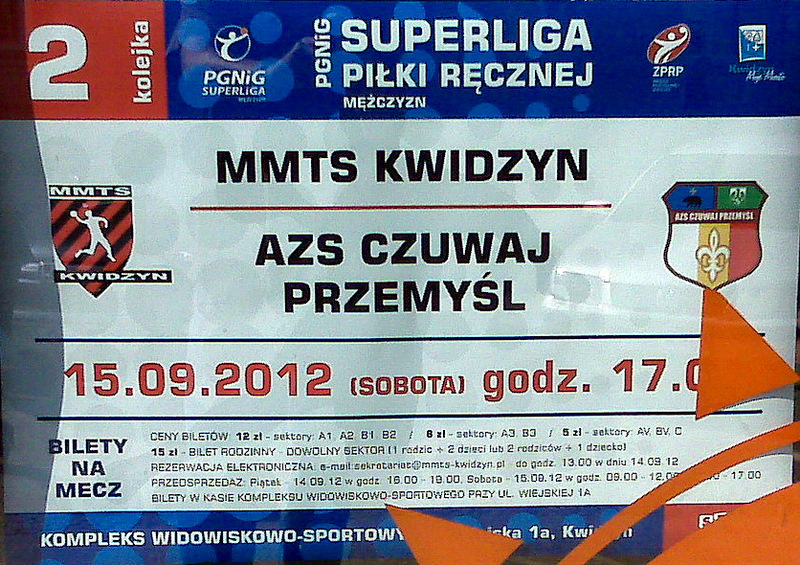 2
kolejka
PGNiG
SUPERLIGA
PGNiG
SUPERLIGA
PIŁKI RĘCZNEJ
MĘŻCZYZN
ZPRP
Kwidzyn
MMTS KWIDZYN
MMTS
KWIDZYN
AZS CZUWAJ
PRZEMYŚL
AZS CZUWAJ PRZEMYŚL
15.09.2012 (SOBOTA) godz. 17.0
BILETY
NA
MECZ
CENY BILETÓW: 12 zł - sektory: A1, A2, B1 B2 / 8 zł - sektory: A3, B3 / 5 zł - sektory: AV, BV, C
15 zł - BILET RODZINNY - DOWOLNY SEKTOR (1 rodzic + 2 dzieci lub 2 rodziców + 1 dziecko)
REZERWACJA ELEKTRONICZNA: e-mail:sekretariat@mmts-kwidzyn.pl - do godz. 13.00 w dniu 14.09.12
PRZEDSPRZEDAŻ: Piątek - 14.09.12 w godz. 16.00 - 19.00, Sobota - 15.09.12 w godz. 09.00 - 12.00 - 17.00
BILETY W KASIE KOMPLEKSU WIDOWISKOWO-SPORTOWEGO PRZY UL. WIEJSKIEJ 1A
KOMPLEKS WIDOWISKOWO-SPORTOWY 1a,